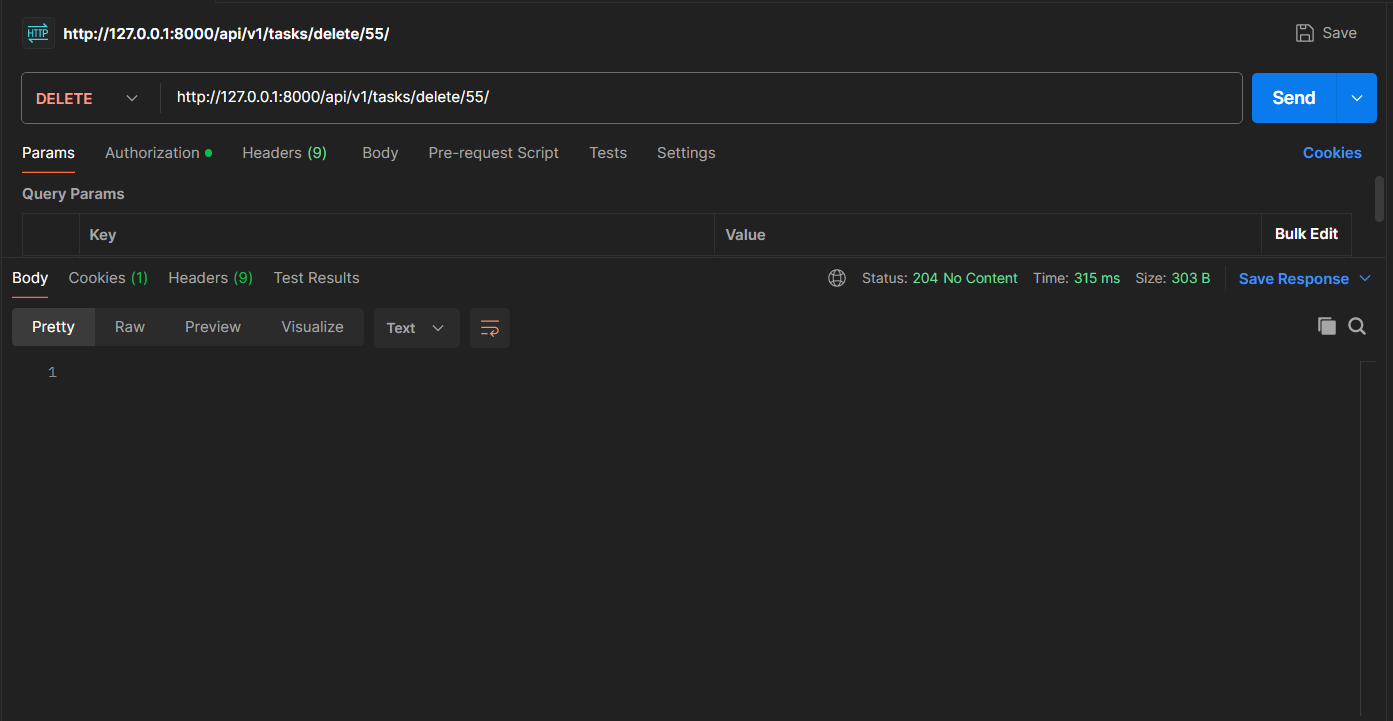 HTTP http://127.0.0.1:8000/api/v1/tasks/delete/55/ Save
DELETE http://127.0.0.1:8000/api/v1/tasks/delete/55/ Send
Params Authorization Headers (9) Body Pre-request Script Tests Settings Cookies
Query Params
Key Value Bulk Edit
Body Cookies (1) Headers (9) Test Results Status: 204 No Content Time: 315 ms Size: 303 B Save Response
Pretty Raw Preview Visualize Text
1